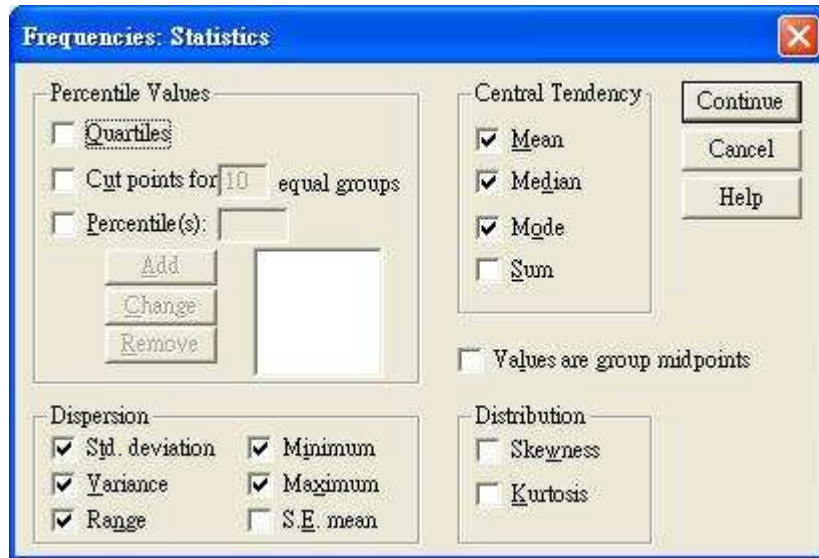 Frequencies: Statistics
Percentile Values
Quartiles
Cut points for 10 equal groups
Percentile(s):
Add
Change
Remove
Central Tendency
Mean
Median
Mode
Sum
Continue
Cancel
Help
Values are group midpoints
Dispersion
Std. deviation
Minimum
Variance
Maximum
Range
S.E. mean
Distribution
Skewness
Kurtosis